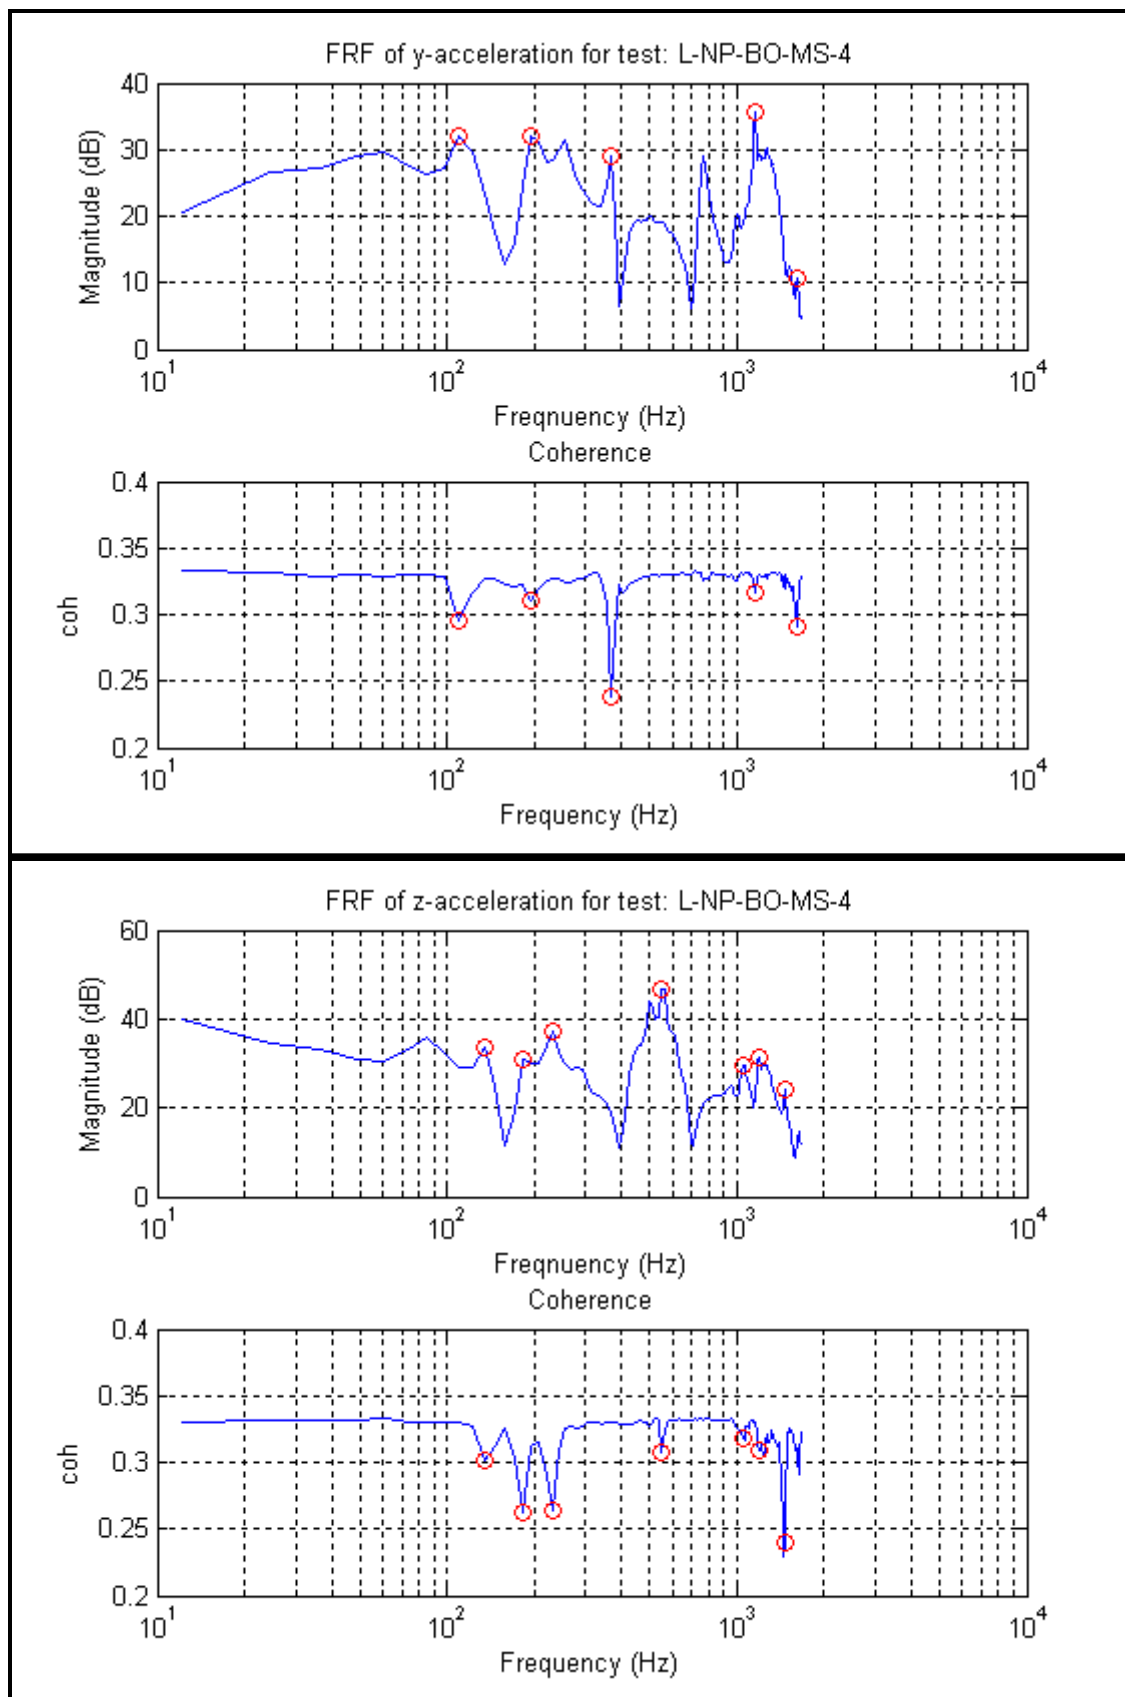 FRF of y-acceleration for test: L-NP-BO-MS-4
40
30
20
10
0
Magnitude (dB)
10^1 10^2 10^3 10^4
Freqnuency (Hz)
Coherence
0.4
0.35
0.3
0.25
0.2
coh
10^1 10^2 10^3 10^4
Frequency (Hz)
FRF of z-acceleration for test: L-NP-BO-MS-4
60
40
20
0
Magnitude (dB)
10^1 10^2 10^3 10^4
Freqnuency (Hz)
Coherence
0.4
0.35
0.3
0.25
0.2
coh
10^1 10^2 10^3 10^4
Frequency (Hz)